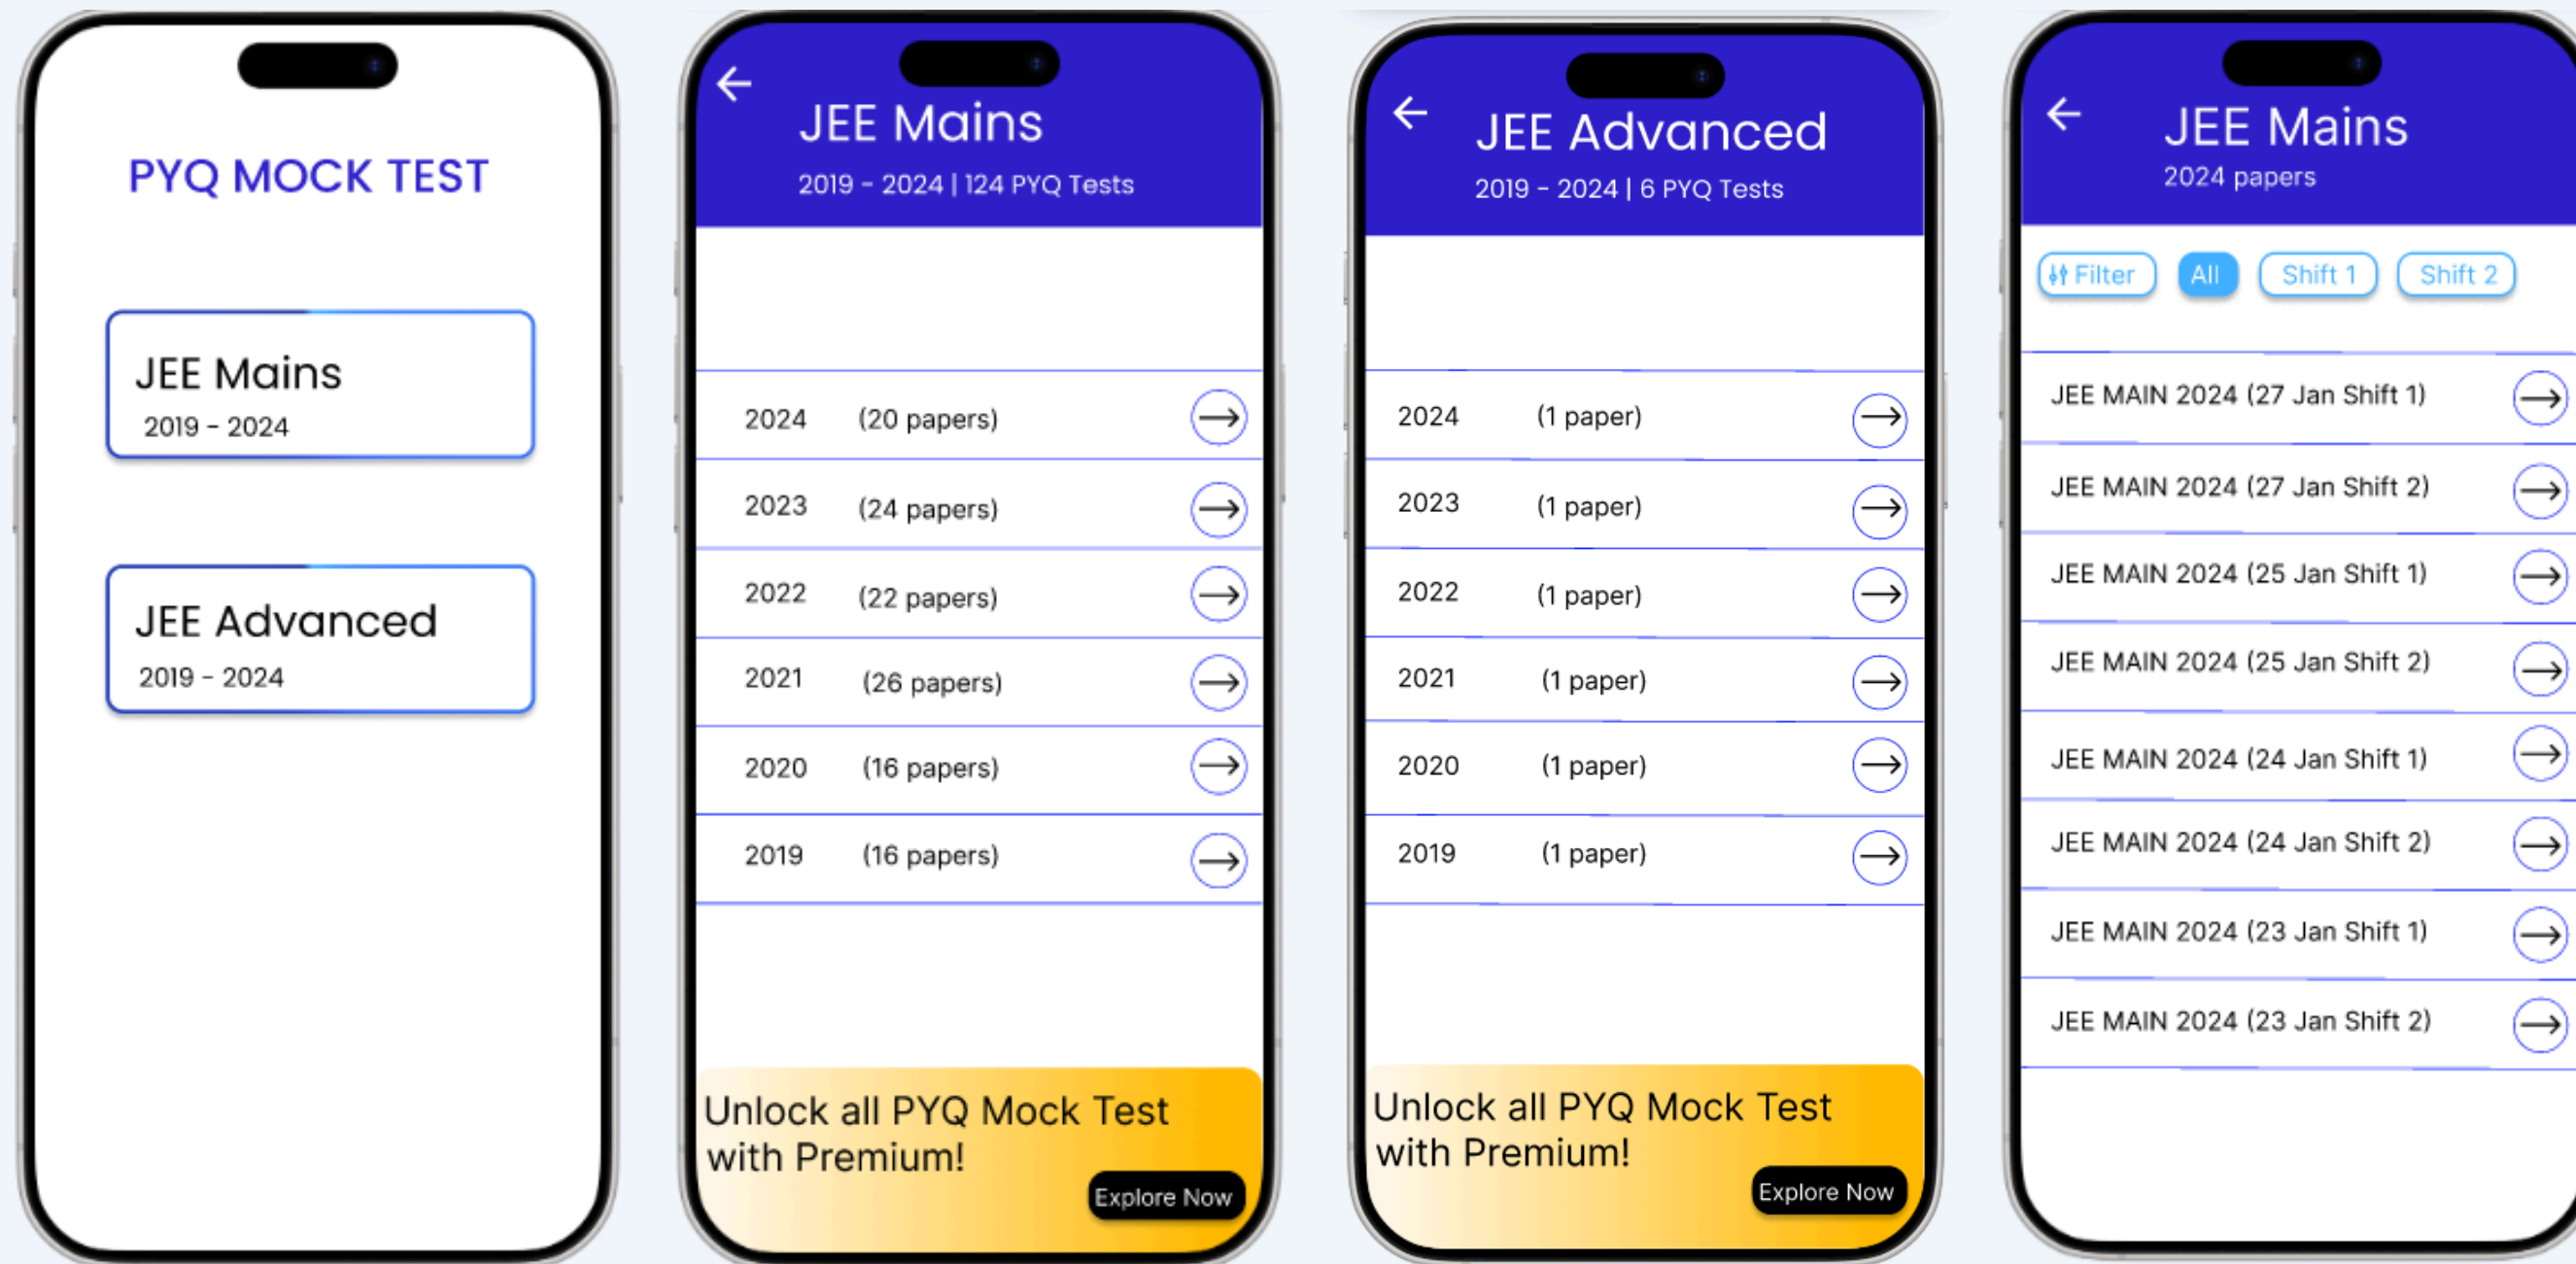 PYQ MOCK TEST
JEE Mains
2019 - 2024
JEE Advanced
2019 - 2024
JEE Mains
2019 - 2024 | 124 PYQ Tests
2024 (20 papers)
2023 (24 papers)
2022 (22 papers)
2021 (26 papers)
2020 (16 papers)
2019 (16 papers)
Unlock all PYQ Mock Test
with Premium!
Explore Now
JEE Advanced
2019 - 2024 | 6 PYQ Tests
2024 (1 paper)
2023 (1 paper)
2022 (1 paper)
2021 (1 paper)
2020 (1 paper)
2019 (1 paper)
Unlock all PYQ Mock Test
with Premium!
Explore Now
JEE Mains
2024 papers
Filter All Shift 1 Shift 2
JEE MAIN 2024 (27 Jan Shift 1)
JEE MAIN 2024 (27 Jan Shift 2)
JEE MAIN 2024 (25 Jan Shift 1)
JEE MAIN 2024 (25 Jan Shift 2)
JEE MAIN 2024 (24 Jan Shift 1)
JEE MAIN 2024 (24 Jan Shift 2)
JEE MAIN 2024 (23 Jan Shift 1)
JEE MAIN 2024 (23 Jan Shift 2)